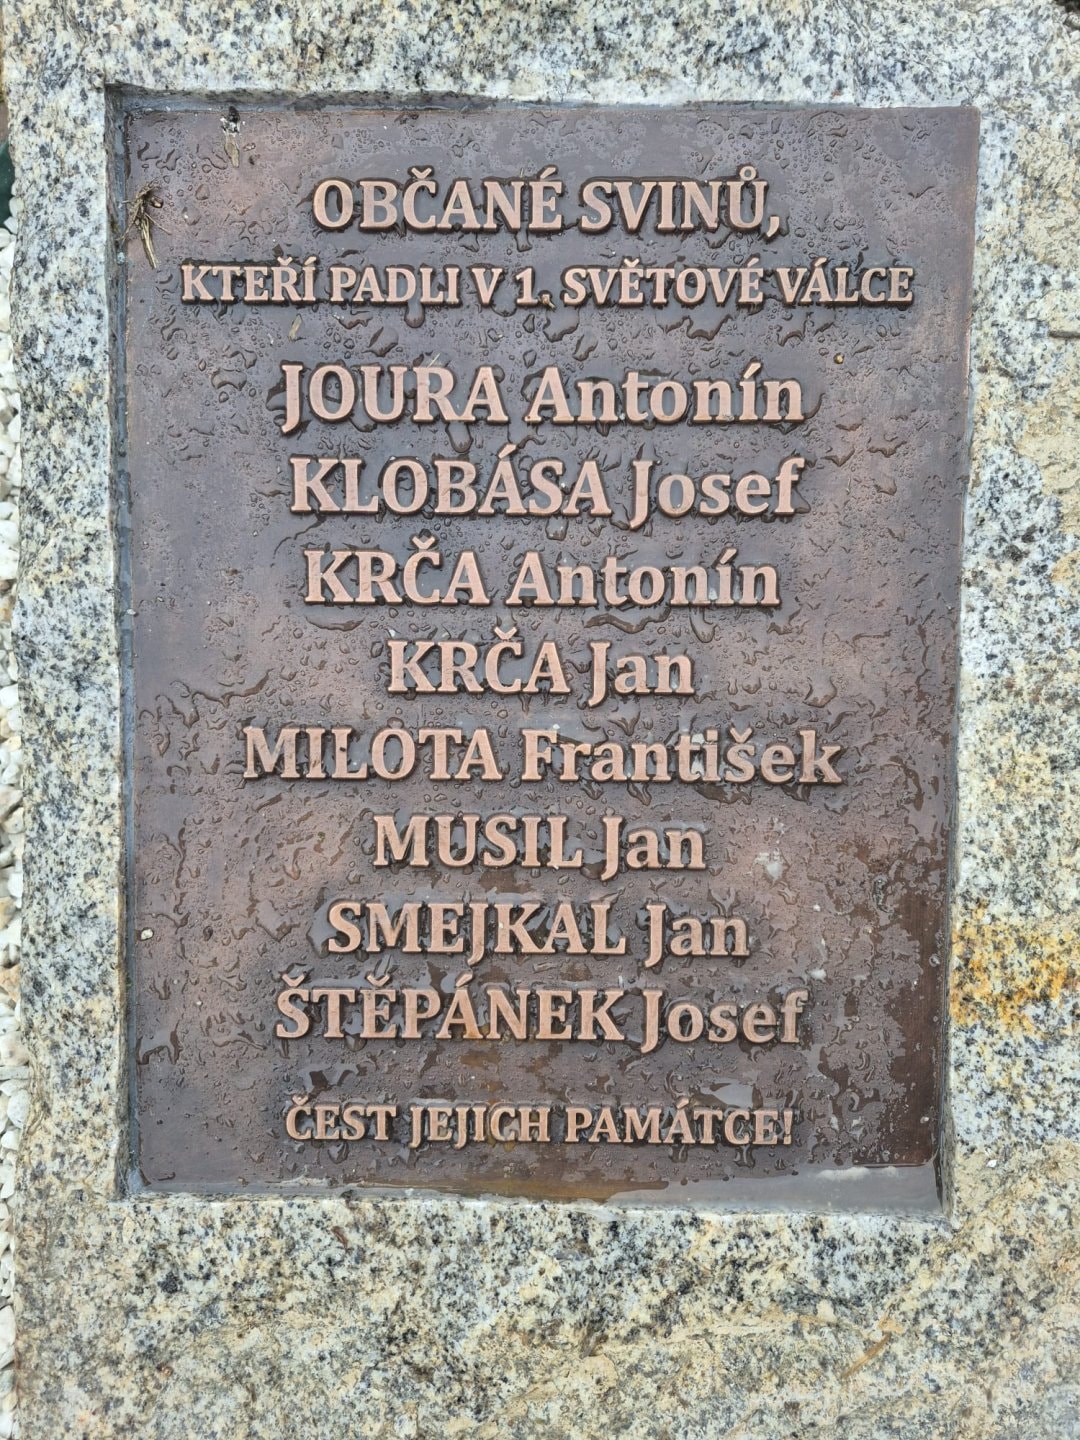 OBČANÉ SVINŮ,
KTEŘÍ PADLI V 1. SVĚTOVÉ VÁLCE
JOURA Antonín
KLOBÁSA Josef
KRČA Antonín
KRČA Jan
MILOTA František
MUSIL Jan
SMEJKAL Jan
ŠTĚPÁNEK Josef
ČEST JEJICH PAMÁTCE!